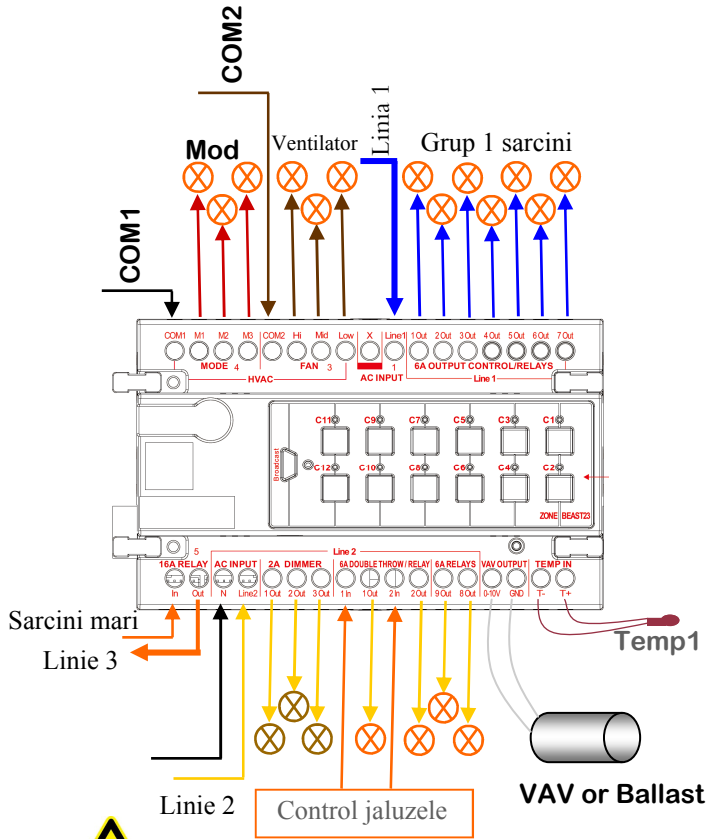 COM2
Linia 1
Mod
Ventilator
Grup 1 sarcini
COM1
COM1 M1 M2 M3 COM2 Hi Mid Low X Line1 1 Out 2 Out 3 Out 4 Out 5 Out 6 Out 7 Out
MODE 4 FAN 3 1 6A OUTPUT CONTROL/RELAYS
HVAC AC INPUT Line 1
C11 C9 C7 C5 C3 C1
Broadcast
C12 C10 C8 C6 C4 C2
ZONE BEAST23
5 Line 2
16A RELAY AC INPUT 2A DIMMER 6A DOUBLE THROW/RELAY 6A RELAYS VAV OUTPUT TEMP IN
In Out N Line2 1 Out 2 Out 3 Out 1 In 1 Out 2 In 2 Out 9 Out 8 Out 0-10V GND T- T+
Sarcini mari
Temp1
Linie 3
VAV or Ballast
Linie 2
Control jaluzele